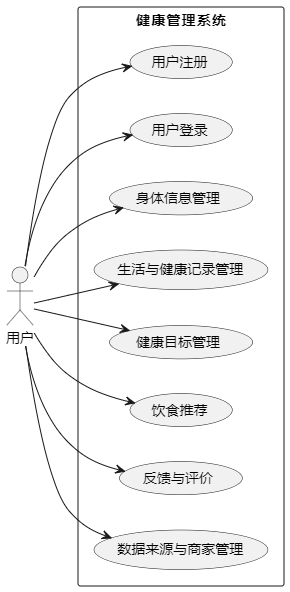 健康管理系统
用户注册
用户登录
身体信息管理
生活与健康记录管理
健康目标管理
用户
饮食推荐
反馈与评价
数据来源与商家管理